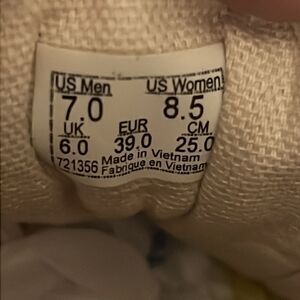 US Men US Women
7.0 8.5
UK EUR CM
6.0 39.0 25.0
721356 Made in Vietnam
Fabrique en Vietnam